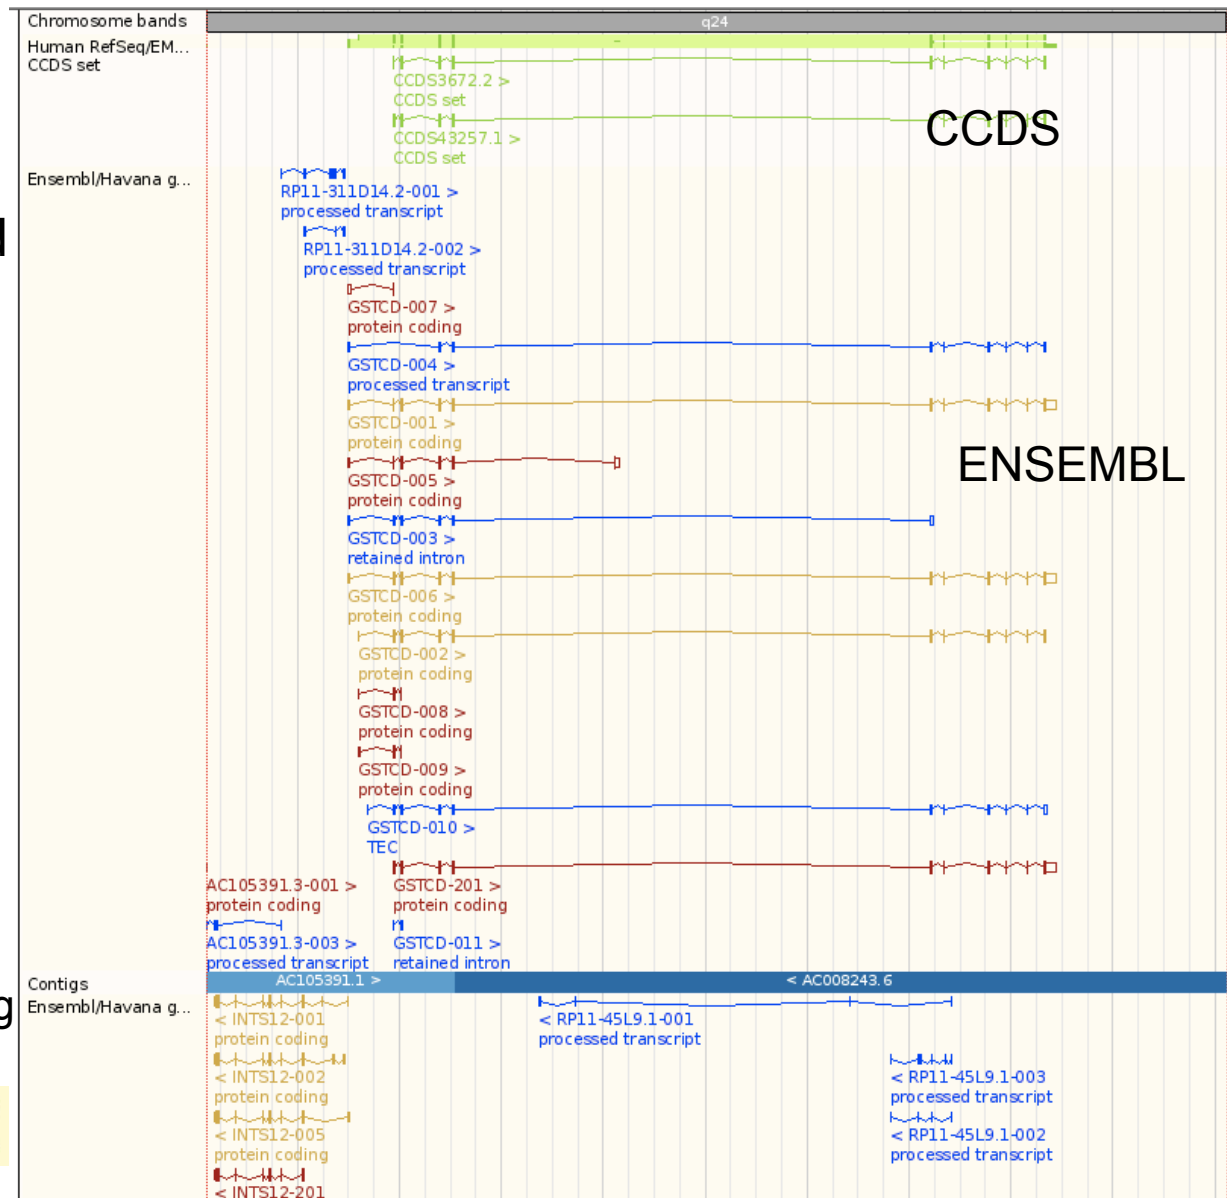 Chromosome bands
q24
Human RefSeq/EM...
CCDS set
CCDS3672.2 >
CCDS set
CCDS
CCDS43257.1 >
CCDS set
Ensembl/Havana g...
RP11-311D14.2-001 >
processed transcript
RP11-311D14.2-002 >
processed transcript
GSTCD-007 >
protein coding
GSTCD-004 >
processed transcript
GSTCD-001 >
protein coding
ENSEMBL
GSTCD-005 >
protein coding
GSTCD-003 >
retained intron
GSTCD-006 >
protein coding
GSTCD-002 >
protein coding
GSTCD-008 >
protein coding
GSTCD-009 >
protein coding
GSTCD-010 >
TEC
AC105391.3-001 > GSTCD-201 >
protein coding protein coding
AC105391.3-003 > GSTCD-011 >
processed transcript retained intron
Contigs AC105391.1 > < AC008243.6
g
Ensembl/Havana g...
< INTS12-001 < RP11-45L9.1-001
protein coding processed transcript
< INTS12-002 < RP11-45L9.1-003
protein coding processed transcript
< INTS12-005 < RP11-45L9.1-002
protein coding processed transcript
< INTS12-201